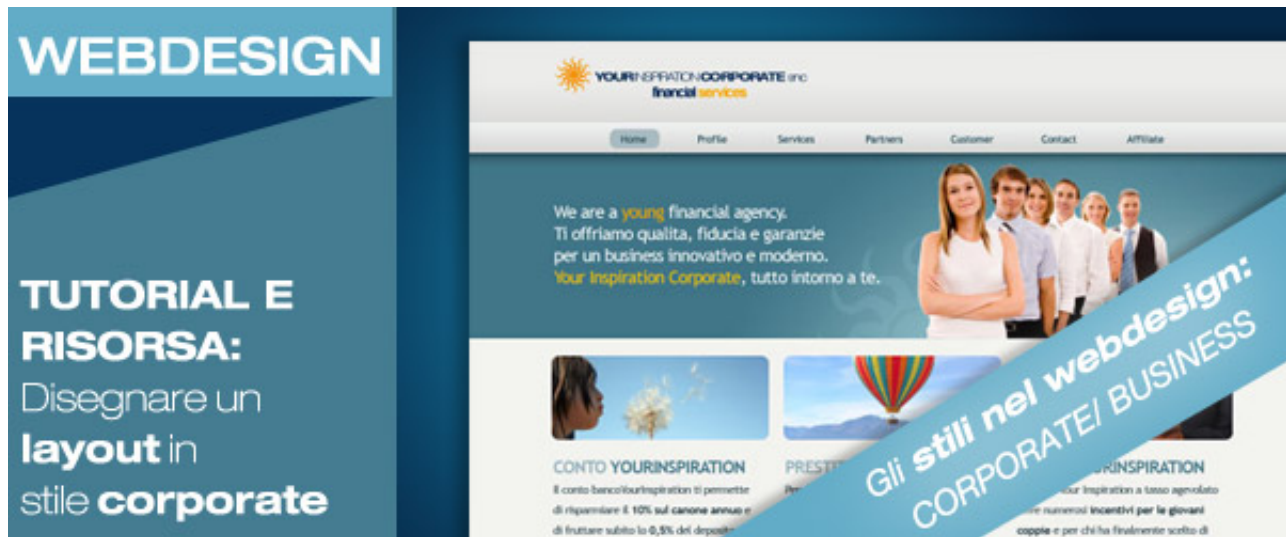 WEBDESIGN
TUTORIAL E
RISORSA:
Disegnare un
layout in
stile corporate
YOURINSPIRATIONCORPORATE snc
financial services
Home Profile Services Partners Customer Contact Affiliate
We are a young financial agency.
Ti offriamo qualita, fiducia e garanzie
per un business innovativo e moderno.
Your Inspiration Corporate, tutto intorno a te.
CONTO YOURINSPIRATION
Il conto bancoYourInspiration ti permette
di risparmiare il 10% sul canone annuo e
di fruttare subito lo 0,5% del deposito
Gli stili nel webdesign:
CORPORATE/ BUSINESS
Your Inspiration a tasso agevolato
numerosi incentivi per le giovani
coppie e per chi ha finalmente scelto di